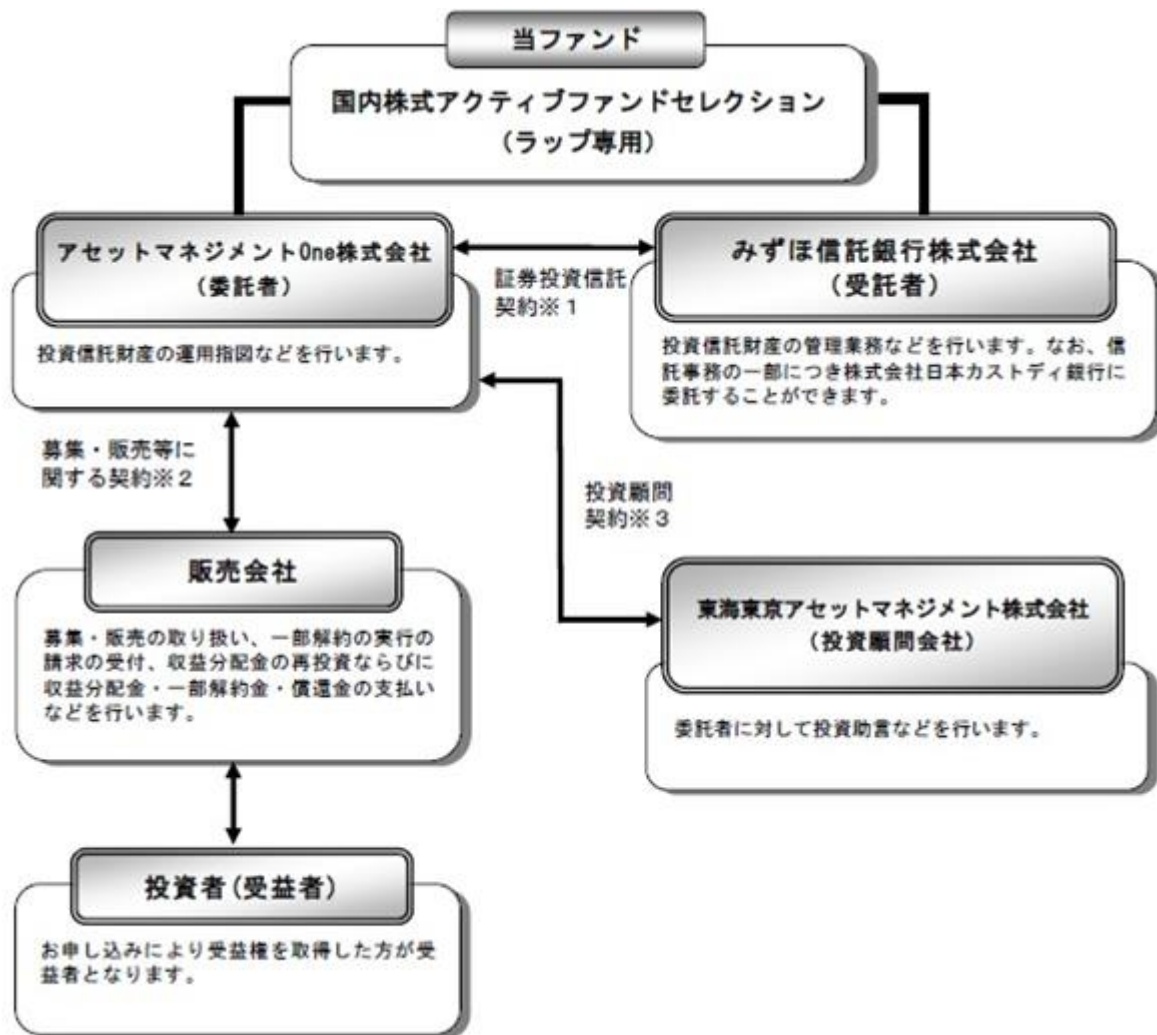 当ファンド
国内株式アクティブファンドセレクション
(ラップ専用)
アセットマネジメントOne株式会社
(委託者)
投資信託財産の運用指図などを行います。
証券投資信託
契約※1
みずほ信託銀行株式会社
(受託者)
投資信託財産の管理業務などを行います。なお、信
託事務の一部につき株式会社日本カストディ銀行に
委託することができます。
募集・販売等に
関する契約※2
投資顧問
契約※3
販売会社
募集・販売の取り扱い、一部解約の実行の
請求の受付、収益分配金の再投資ならびに
収益分配金・一部解約金・償還金の支払い
などを行います。
東海東京アセットマネジメント株式会社
(投資顧問会社)
委託者に対して投資助言などを行います。
投資者(受益者)
お申し込みにより受益権を取得した方が受
益者となります。